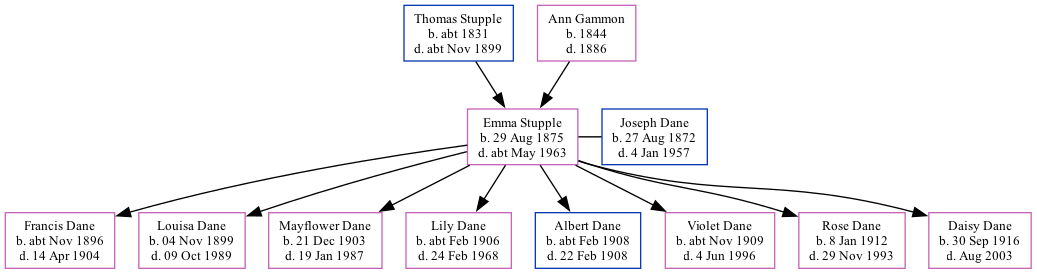 Thomas Stupple
b. abt 1831
d. abt Nov 1899
Ann Gammon
b. 1844
d. 1886
Emma Stupple
b. 29 Aug 1875
d. abt May 1963
Joseph Dane
b. 27 Aug 1872
d. 4 Jan 1957
Francis Dane
b. abt Nov 1896
d. 14 Apr 1904
Louisa Dane
b. 04 Nov 1899
d. 09 Oct 1989
Mayflower Dane
b. 21 Dec 1903
d. 19 Jan 1987
Lily Dane
b. abt Feb 1906
d. 24 Feb 1968
Albert Dane
b. abt Feb 1908
d. 22 Feb 1908
Violet Dane
b. abt Nov 1909
d. 4 Jun 1996
Rose Dane
b. 8 Jan 1912
d. 29 Nov 1993
Daisy Dane
b. 30 Sep 1916
d. Aug 2003